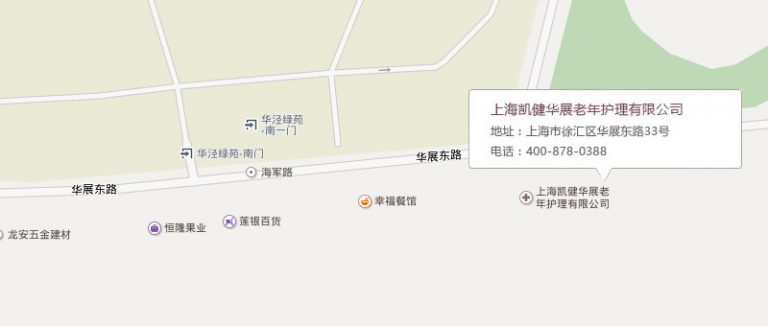 华泾绿苑
-南一门
上海凯健华展老年护理有限公司
地址：上海市徐汇区华展东路33号
电话：400-878-0388
华泾绿苑-南门
华展东路
海军路
华展东路
上海凯健华展老
年护理有限公司
幸福餐馆
莲银百货
恒隆果业
龙安五金建材